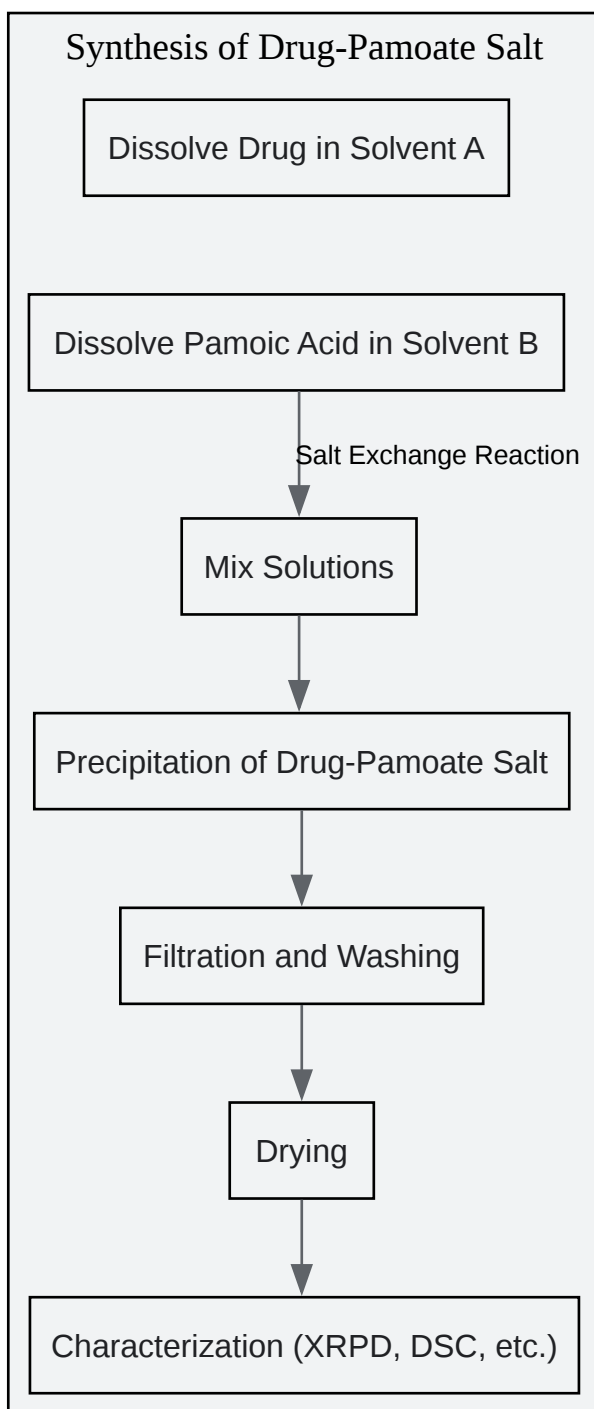 Synthesis of Drug-Pamoate Salt
Dissolve Drug in Solvent A
Dissolve Pamoic Acid in Solvent B
Salt Exchange Reaction
Mix Solutions
Precipitation of Drug-Pamoate Salt
Filtration and Washing
Drying
Characterization (XRPD, DSC, etc.)